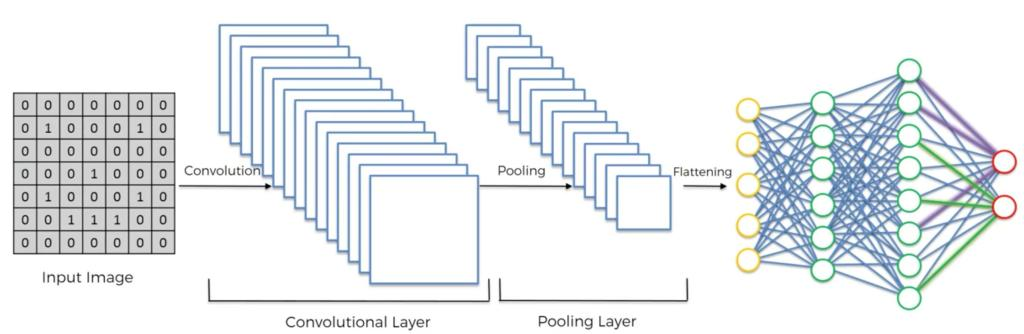 0 0 0 0 0 0 0
0 1 0 0 0 1 0
0 0 0 0 0 0 0
0 0 0 1 0 0 0
0 1 0 0 0 1 0
0 0 1 1 1 0 0
0 0 0 0 0 0 0
Input Image
Convolution
Pooling
Flattening
Convolutional Layer
Pooling Layer